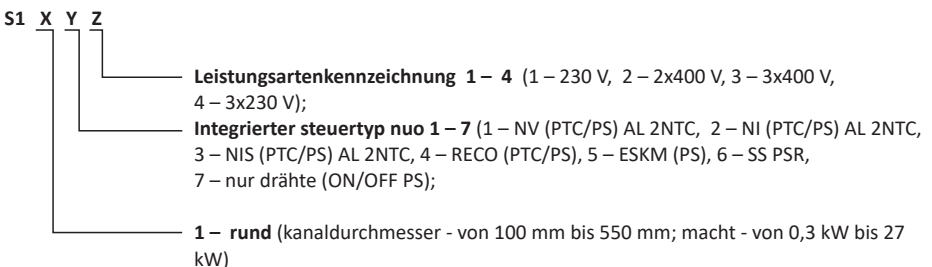 S1 X Y Z
Leistungsartenkennzeichnung 1 – 4 (1 – 230 V, 2 – 2x400 V, 3 – 3x400 V,
4 – 3x230 V);
Integrierter steuertyp nuo 1 – 7 (1 – NV (PTC/PS) AL 2NTC, 2 – NI (PTC/PS) AL 2NTC,
3 – NIS (PTC/PS) AL 2NTC, 4 – RECO (PTC/PS), 5 – ESKM (PS), 6 – SS PSR,
7 – nur drähte (ON/OFF PS);
1 – rund (kanaldurchmesser - von 100 mm bis 550 mm; macht - von 0,3 kW bis 27
kW)